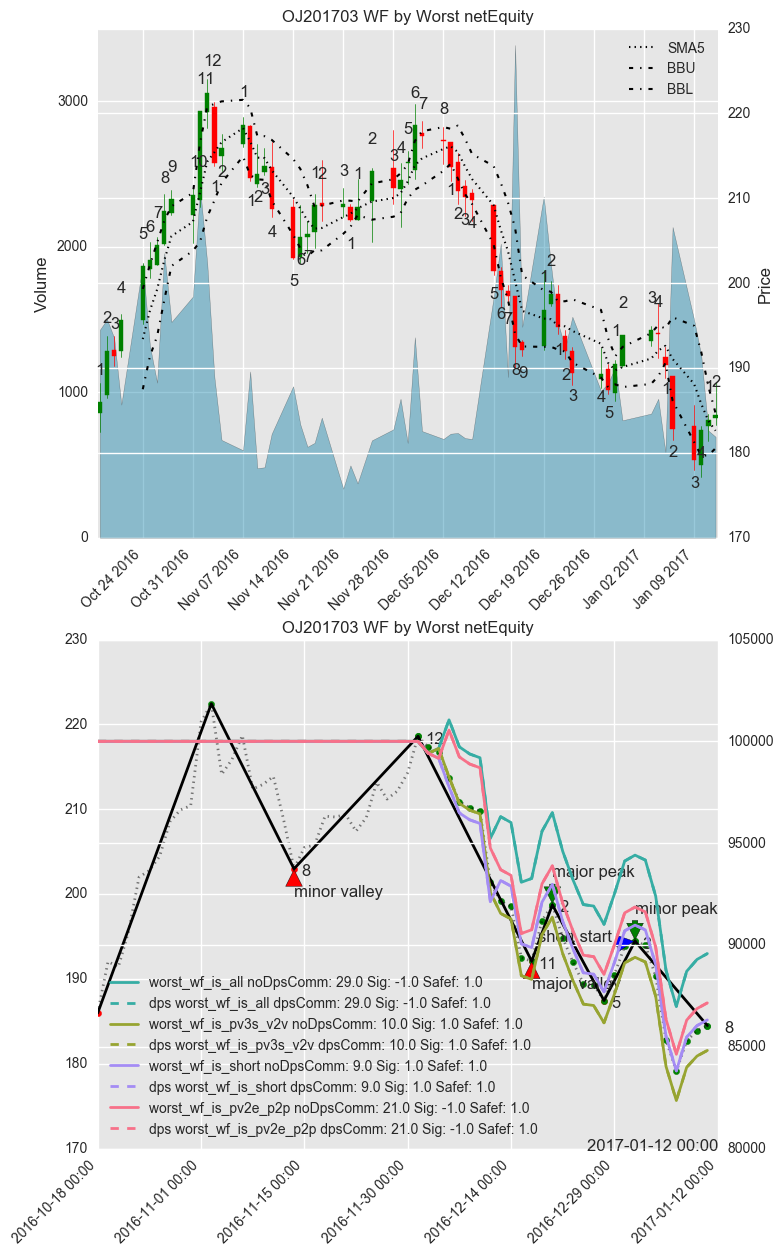 OJ201703 WF by Worst netEquity
SMA5
BBU
BBL
3000
2000
1000
0
Volume
230
220
210
200
190
180
170
Price
Oct 24 2016
Oct 31 2016
Nov 07 2016
Nov 14 2016
Nov 21 2016
Nov 28 2016
Dec 05 2016
Dec 12 2016
Dec 19 2016
Dec 26 2016
Jan 02 2017
Jan 09 2017
OJ201703 WF by Worst netEquity
230
220
210
200
190
180
170
105000
100000
95000
90000
85000
80000
12
8
minor valley
major peak
2
minor peak
short start
11
5
8
worst_wf_is_all noDpsComm: 29.0 Sig: -1.0 Safef: 1.0
dps worst_wf_is_all dpsComm: 29.0 Sig: -1.0 Safef: 1.0
worst_wf_is_pv3s_v2v noDpsComm: 10.0 Sig: 1.0 Safef: 1.0
dps worst_wf_is_pv3s_v2v dpsComm: 10.0 Sig: 1.0 Safef: 1.0
worst_wf_is_short noDpsComm: 9.0 Sig: 1.0 Safef: 1.0
dps worst_wf_is_short dpsComm: 9.0 Sig: 1.0 Safef: 1.0
worst_wf_is_pv2e_p2p noDpsComm: 21.0 Sig: -1.0 Safef: 1.0
dps worst_wf_is_pv2e_p2p dpsComm: 21.0 Sig: -1.0 Safef: 1.0
major valley
2017-01-12 00:00
2016-10-18 00:00
2016-11-01 00:00
2016-11-15 00:00
2016-11-30 00:00
2016-12-14 00:00
2016-12-29 00:00
2017-01-12 00:00